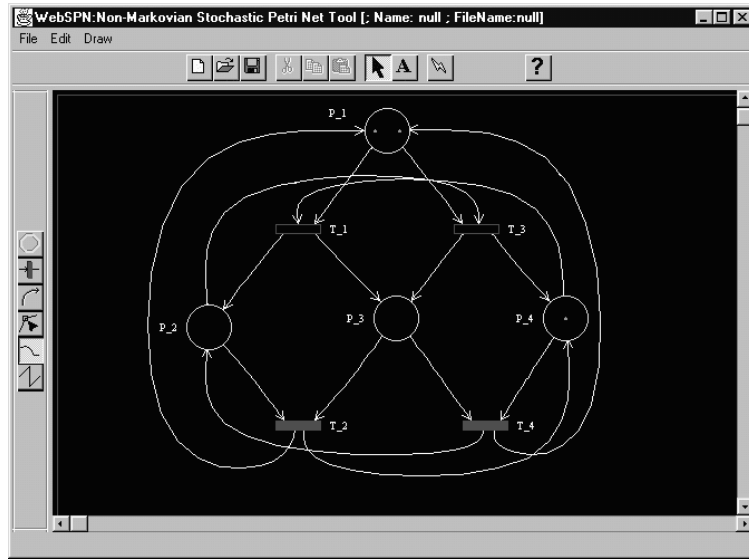 WebSPN:Non-Markovian Stochastic Petri Net Tool [; Name: null ; FileName:null]
File Edit Draw
A ?
P_1
T_1 T_3
P_2 P_3 P_4
T_2 T_4